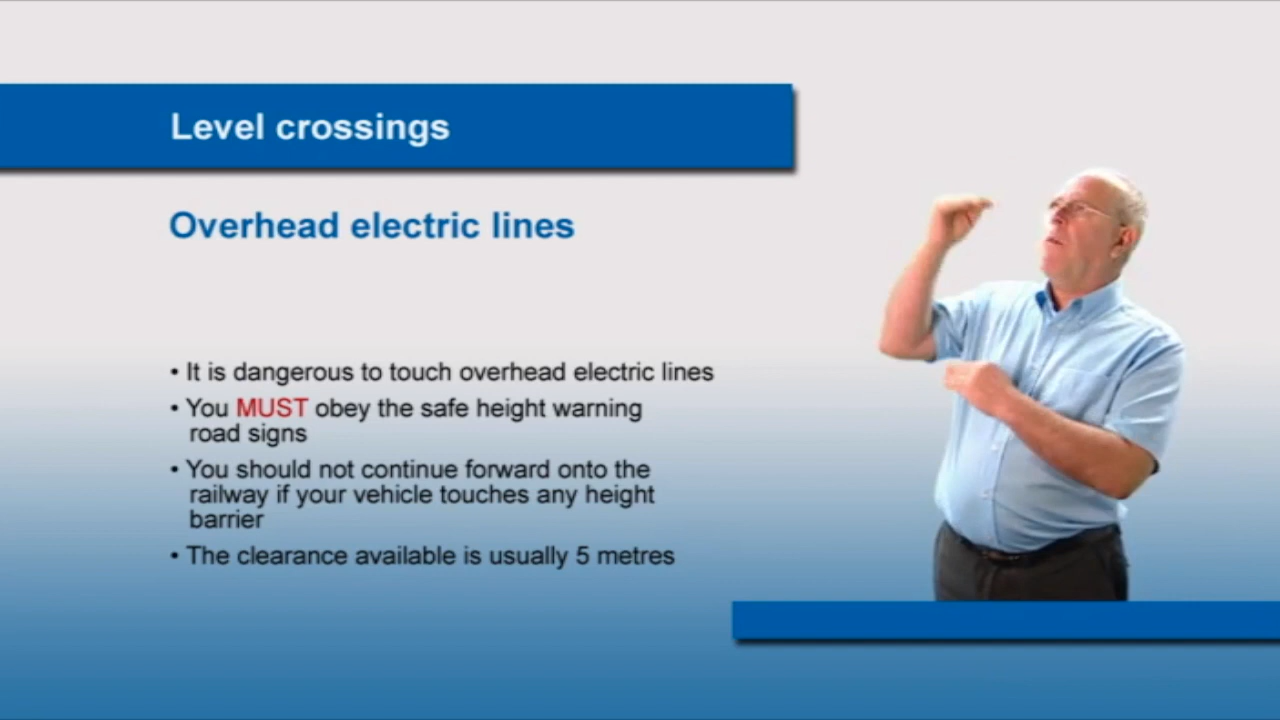 Level crossings
Overhead electric lines
• It is dangerous to touch overhead electric lines
• You MUST obey the safe height warning
road signs
• You should not continue forward onto the
railway if your vehicle touches any height
barrier
• The clearance available is usually 5 metres